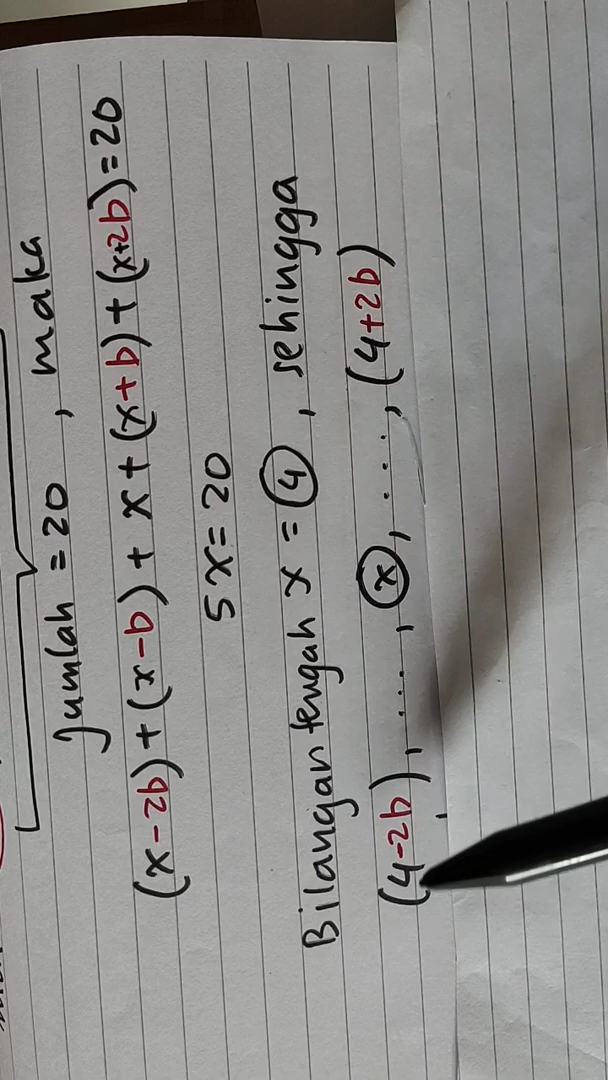 Jumlah = 20 , maka
(x-2b)+(x-b)+x+(x+b)+(x+2b)=20
5x=20
Bilangan tengah x = 4 , sehingga
(4-2b), .... , x , .... , (4+2b)